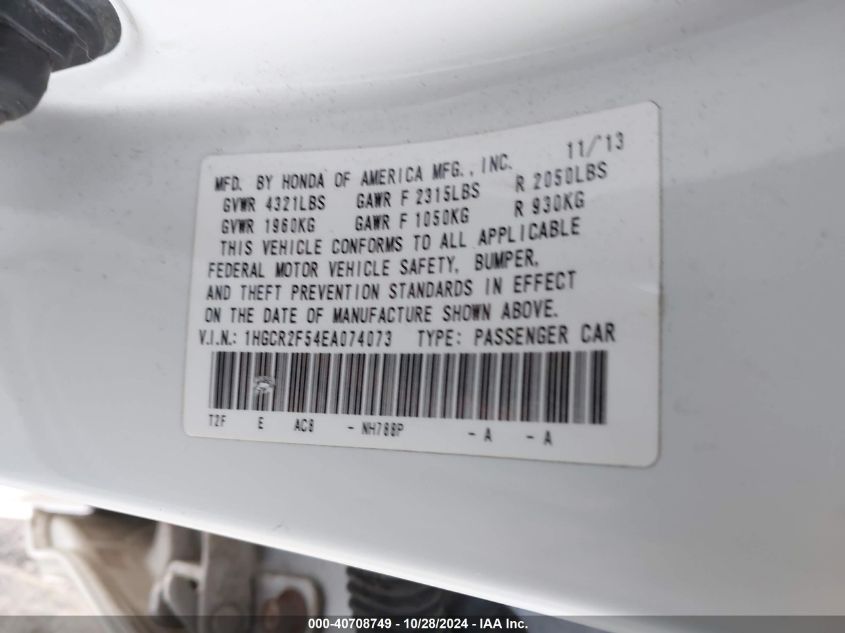 11/'13
MFD. BY HONDA OF AMERICA MFG., INC.
GVWR 4321LBS GAWR F 2315LBS R 2050LBS
GVWR 1960KG GAWR F 1050KG R 930KG
THIS VEHICLE CONFORMS TO ALL APPLICABLE
FEDERAL MOTOR VEHICLE SAFETY, BUMPER,
AND THEFT PREVENTION STANDARDS IN EFFECT
ON THE DATE OF MANUFACTURE SHOWN ABOVE.
V.I.N.: 1HGCR2F54EA074073 TYPE: PASSENGER CAR
T2F E AC8 - NH788P - A - A
000-40708749 | 10/28/2024 - IAA Inc.